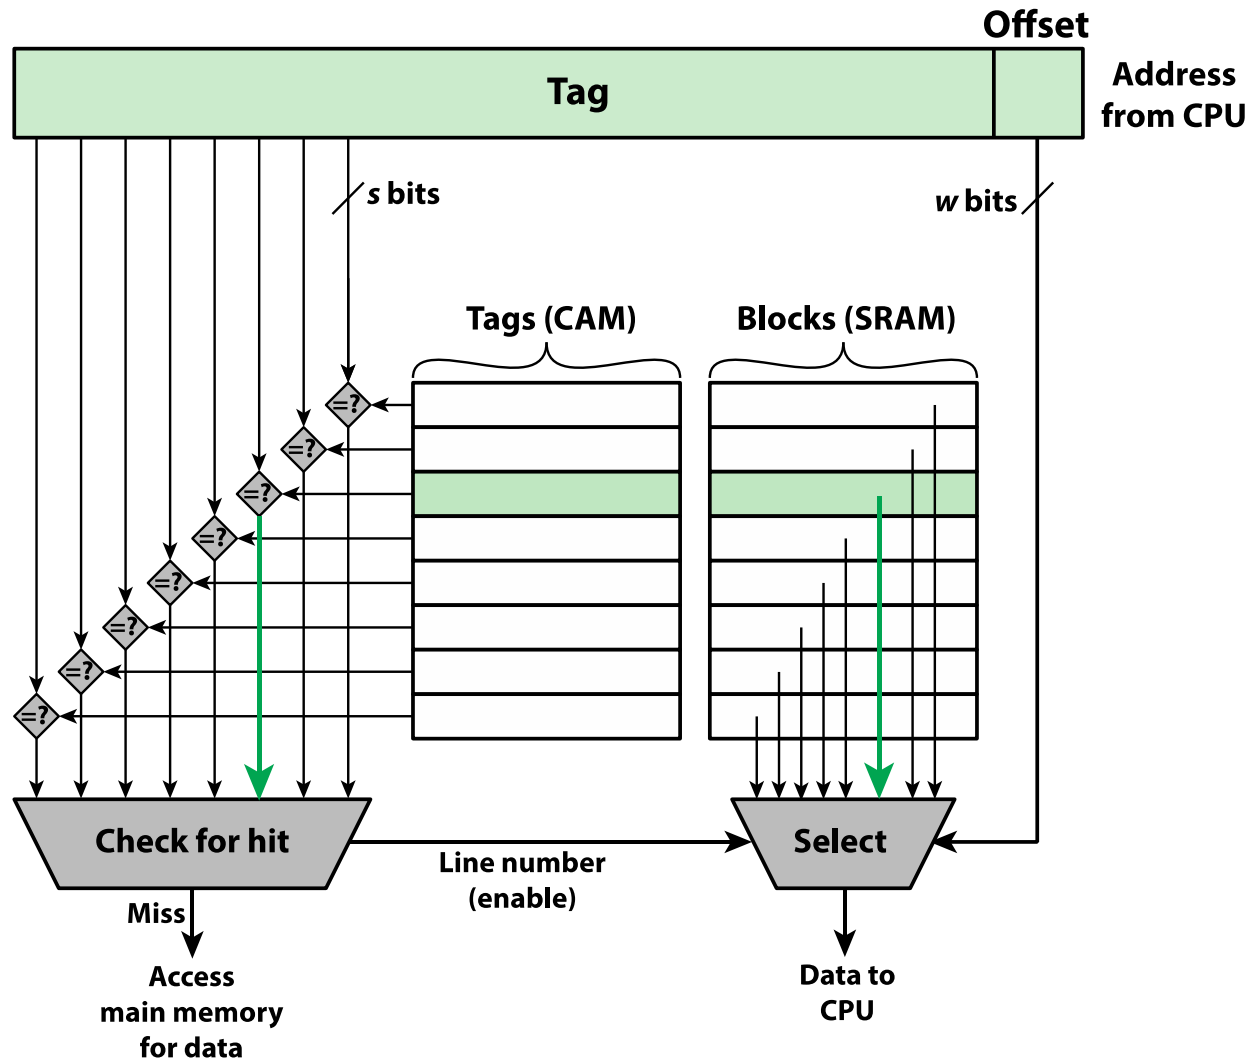 Offset
Tag
Address
from CPU
s bits
w bits
Tags (CAM)
Blocks (SRAM)
=?
=?
=?
=?
=?
=?
=?
=?
Check for hit
Select
Line number
(enable)
Miss
Access
main memory
for data
Data to
CPU